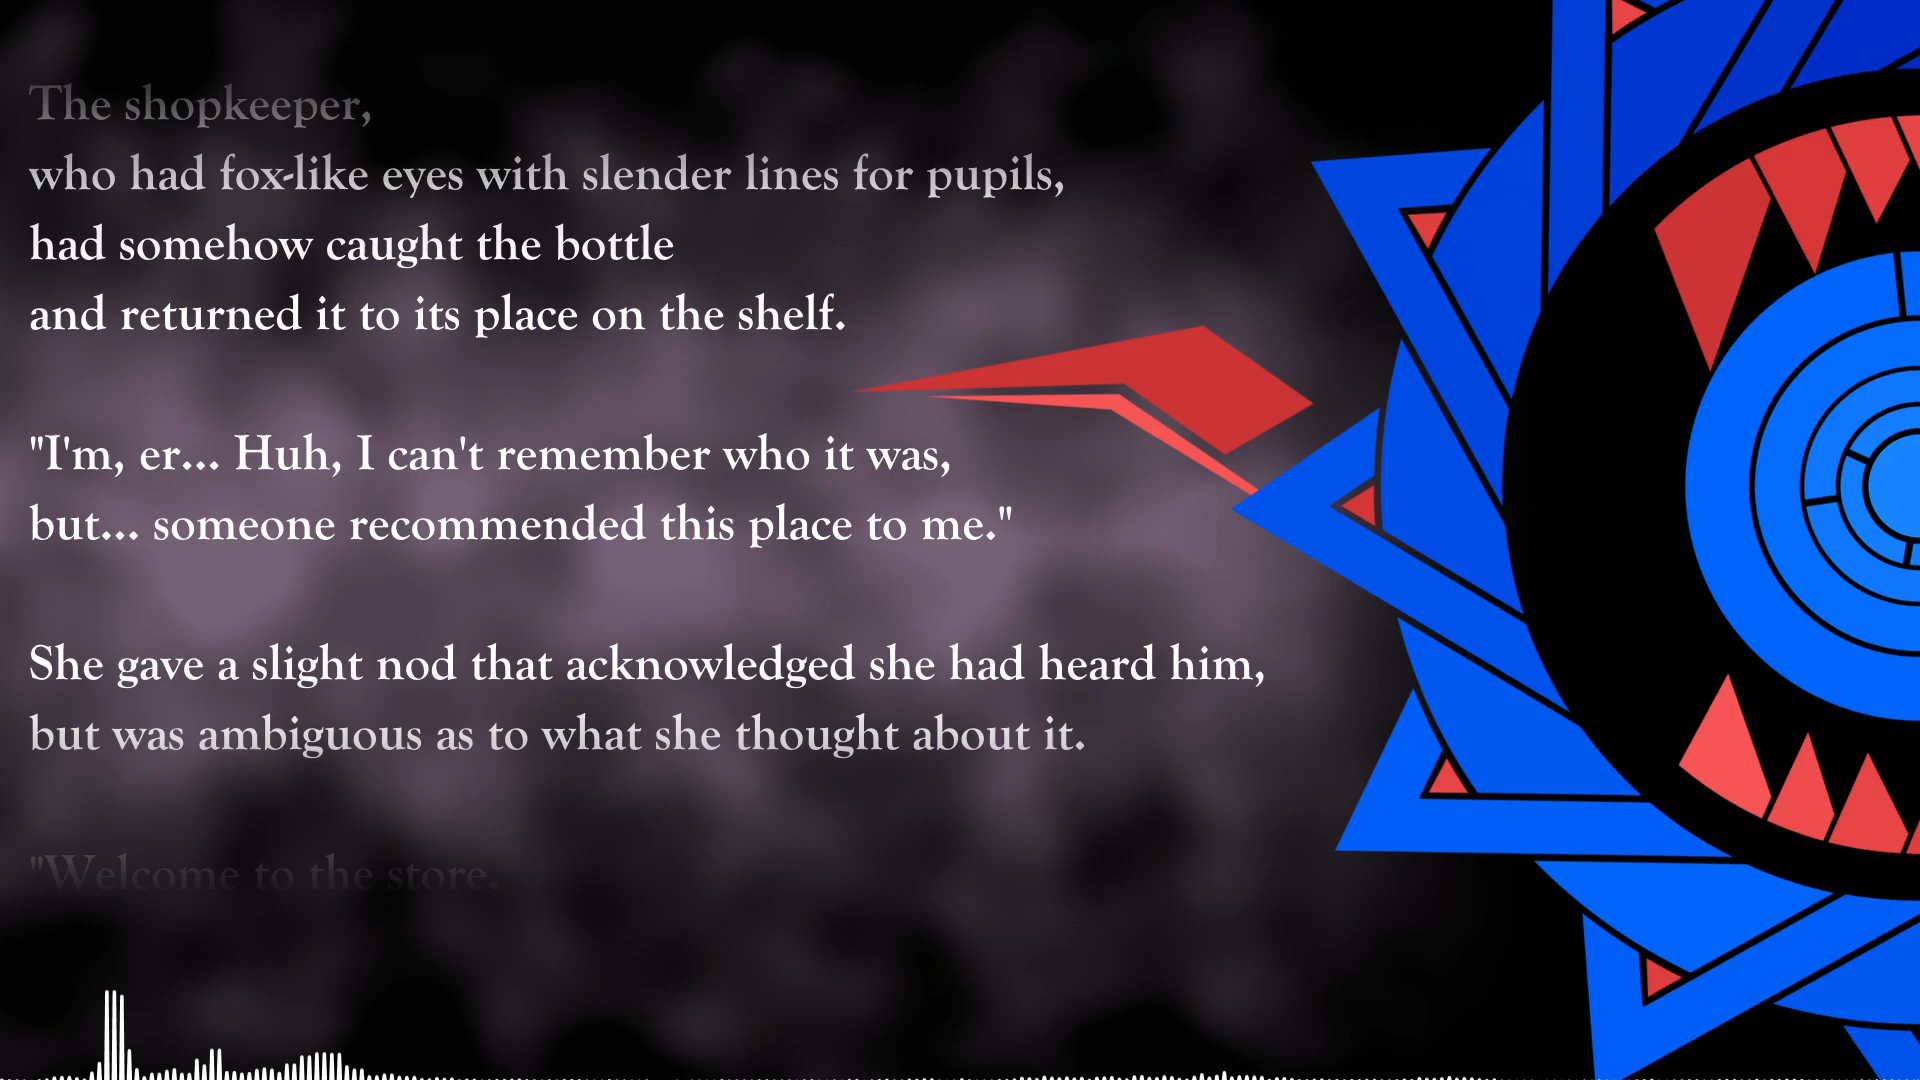 The shopkeeper,
who had fox-like eyes with slender lines for pupils,
had somehow caught the bottle
and returned it to its place on the shelf.
"I'm, er... Huh, I can't remember who it was,
but... someone recommended this place to me."
She gave a slight nod that acknowledged she had heard him,
but was ambiguous as to what she thought about it.
"Welcome to the store.